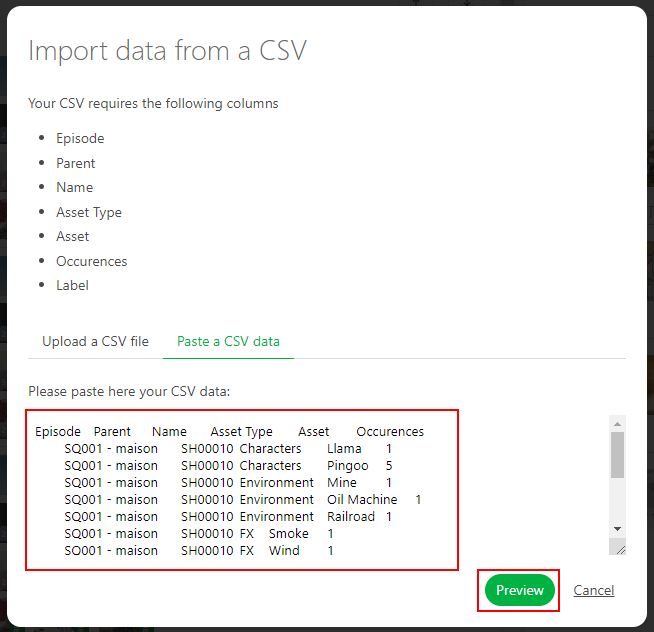 Import data from a CSV
Your CSV requires the following columns
Episode
Parent
Name
Asset Type
Asset
Occurences
Label
Upload a CSV file Paste a CSV data
Please paste here your CSV data:
Episode Parent Name Asset Type Asset Occurences
SQ001 - maison SH00010 Characters Llama 1
SQ001 - maison SH00010 Characters Pingoo 5
SQ001 - maison SH00010 Environment Mine 1
SQ001 - maison SH00010 Environment Oil Machine 1
SQ001 - maison SH00010 Environment Railroad 1
SQ001 - maison SH00010 FX Smoke 1
SQ001 - maison SH00010 FX Wind 1
Preview Cancel